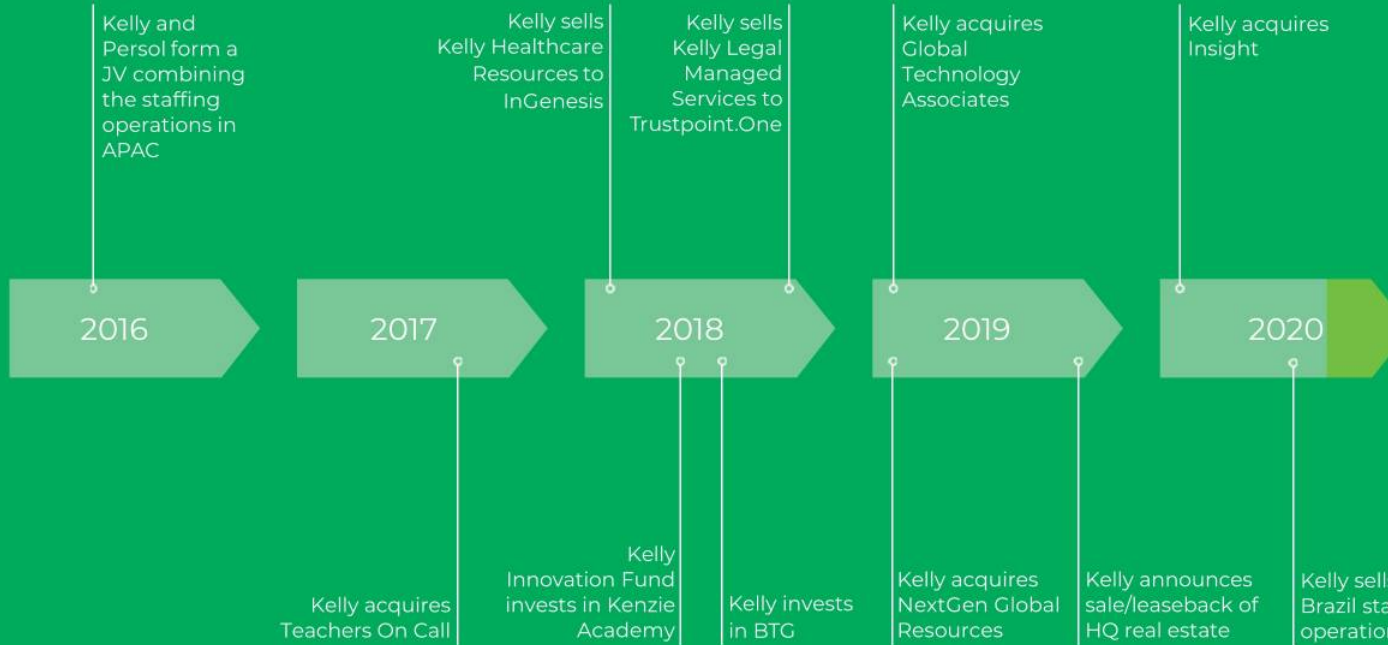 Kelly and
Persol form a
JV combining
the staffing
operations in
APAC
Kelly sells
Kelly Healthcare
Resources to
InGenesis
Kelly sells
Kelly Legal
Managed
Services to
Trustpoint.One
Kelly acquires
Global
Technology
Associates
Kelly acquires
Insight
2016
2017
2018
2019
2020
Kelly acquires
Teachers On Call
Kelly
Innovation Fund
invests in Kenzie
Academy
Kelly invests
in BTG
Kelly acquires
NextGen Global
Resources
Kelly announces
sale/leaseback of
HQ real estate
Kelly
Brazil